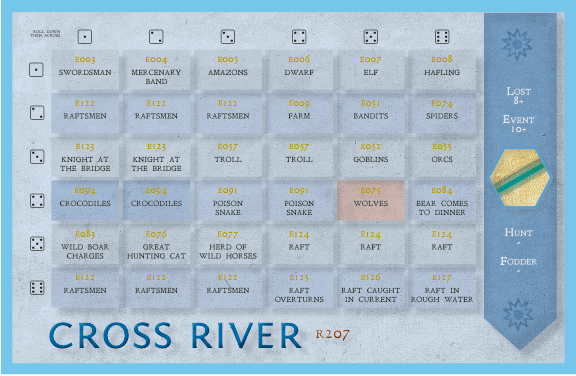 ROLL DOWN
THEN ACROSS
E003 E004 E005 E006 E007 E008
SWORDSMAN MERCENARY BAND AMAZONS DWARF ELF HAFLING
E122 E122 E122 E009 E051 E074
RAFTSMEN RAFTSMEN RAFTSMEN FARM BANDITS SPIDERS
E123 E123 E057 E057 E052 E055
KNIGHT AT THE BRIDGE KNIGHT AT THE BRIDGE TROLL TROLL GOBLINS ORCS
E094 E094 E091 E091 E075 E084
CROCODILES CROCODILES POISON SNAKE POISON SNAKE WOLVES BEAR COMES TO DINNER
E083 E076 E077 E124 E124 E124
WILD BOAR CHARGES GREAT HUNTING CAT HERD OF WILD HORSES RAFT RAFT RAFT
E122 E122 E122 E125 E126 E127
RAFTSMEN RAFTSMEN RAFTSMEN RAFT OVERTURNS RAFT CAUGHT IN CURRENT RAFT IN ROUGH WATER
CROSS RIVER R207
LOST
8+
EVENT
10+
HUNT
-
FODDER
-